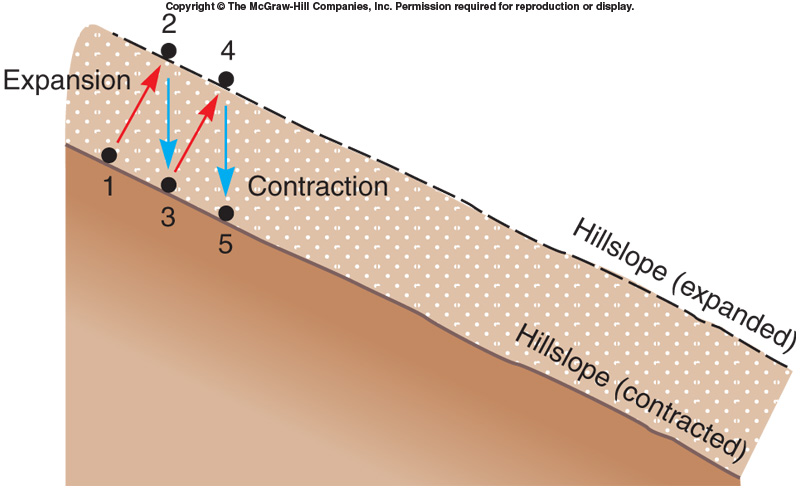 Copyright © The McGraw-Hill Companies, Inc. Permission required for reproduction or display.
2
4
Expansion
1
3
Contraction
5
Hillslope (expanded)
Hillslope (contracted)